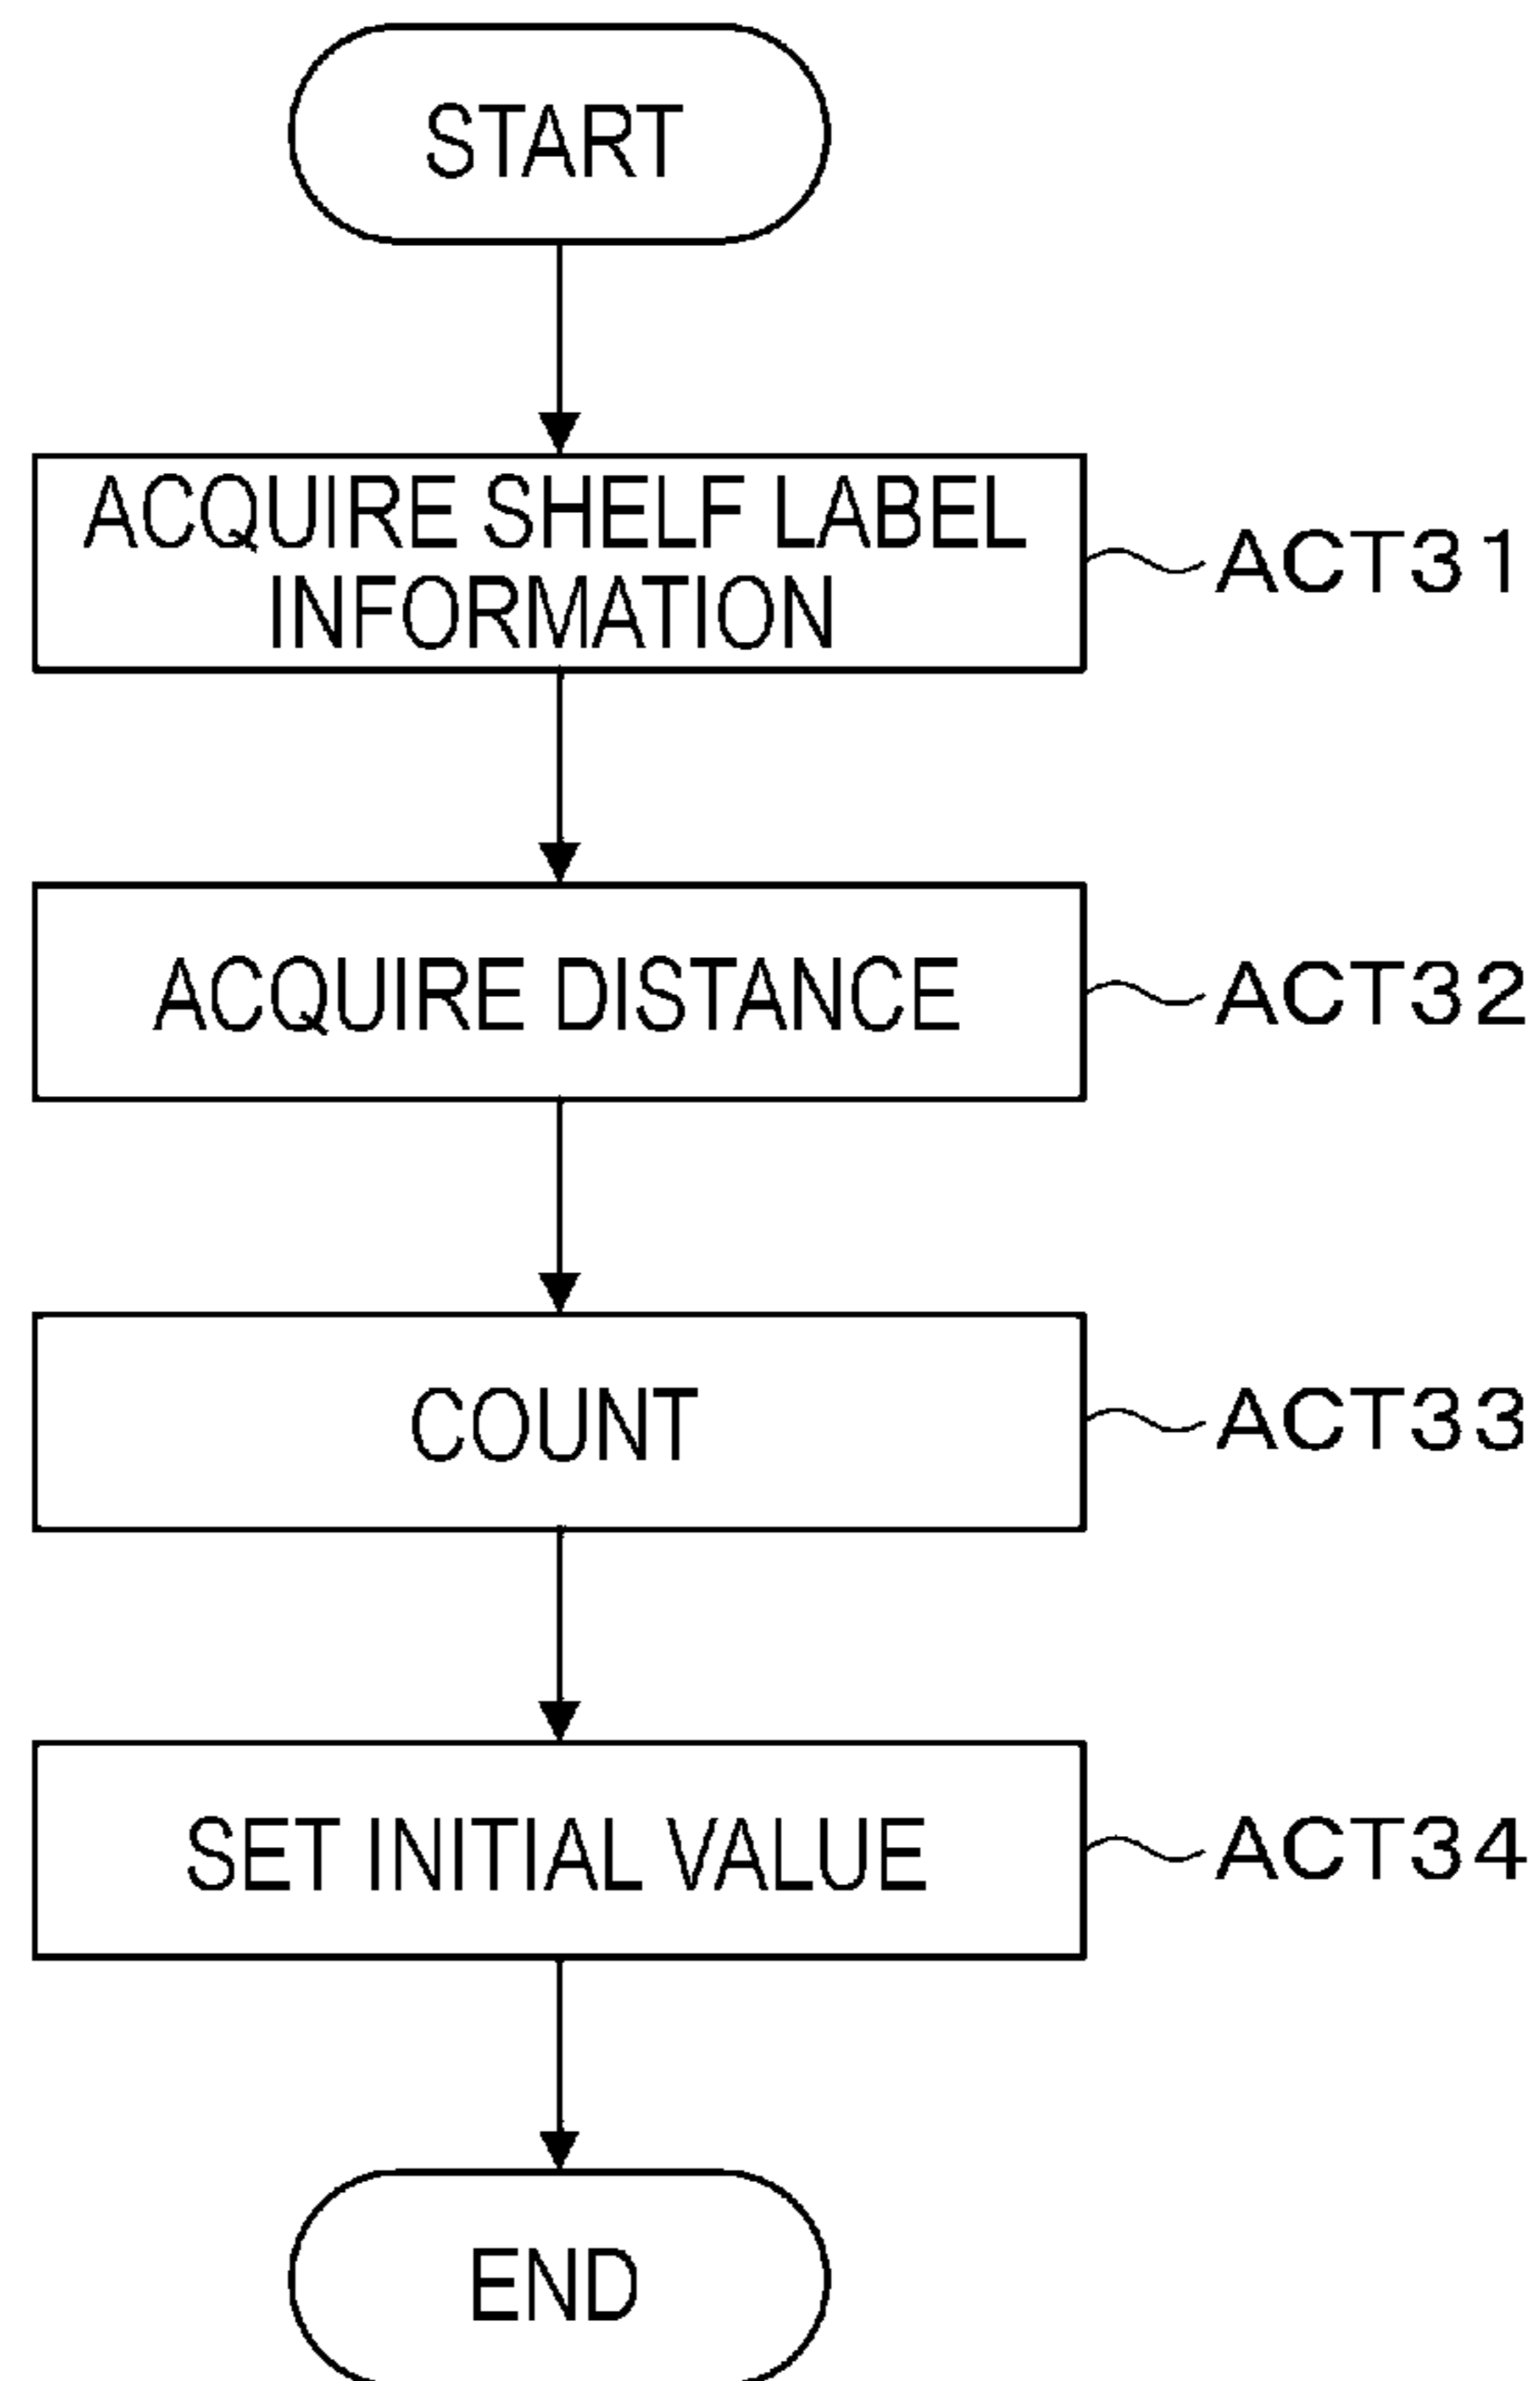 START
ACQUIRE SHELF LABEL
INFORMATION
ACT31
ACQUIRE DISTANCE
ACT32
COUNT
ACT33
SET INITIAL VALUE
ACT34
END